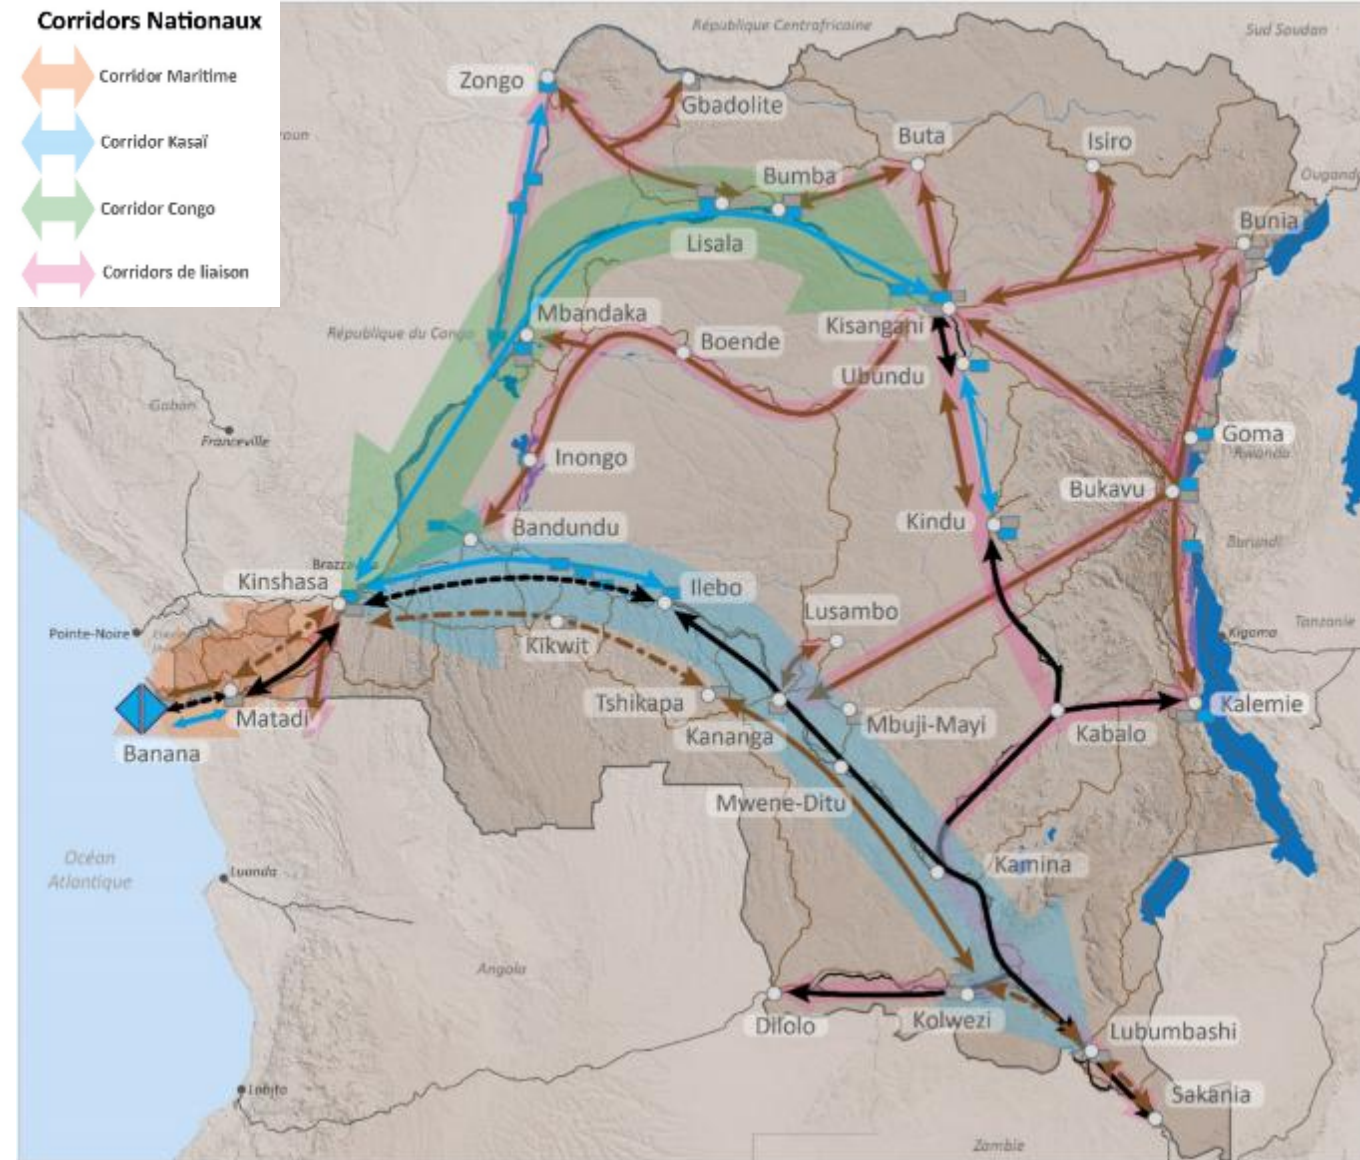 Corridors Nationaux
Corridor Maritime
Corridor Kasaï
Corridor Congo
Corridors de liaison
République Centrafricaine
Sud Soudan
Zongo
Gbadolite
Buta
Isiro
Bumba
Ougand
Bunia
Lisala
République du Congo
Mbandaka
Kisangani
Boende
Ubundu
Gabon
Franceville
Inongo
Goma
Rwanda
Bukavu
Kindu
Bandundu
Burundi
Kinshasa
Ilebo
Lusambo
Pointe-Noire
Kikwit
Kigoma
Tanzanie
Tshikapa
Matadi
Mbuji-Mayi
Kabalo
Kalemie
Banana
Kananga
Mwene-Ditu
Océan
Atlantique
Luanda
Kamina
Angola
Dilolo
Kolwezi
Lubumbashi
Lobito
Sakania
Zambie